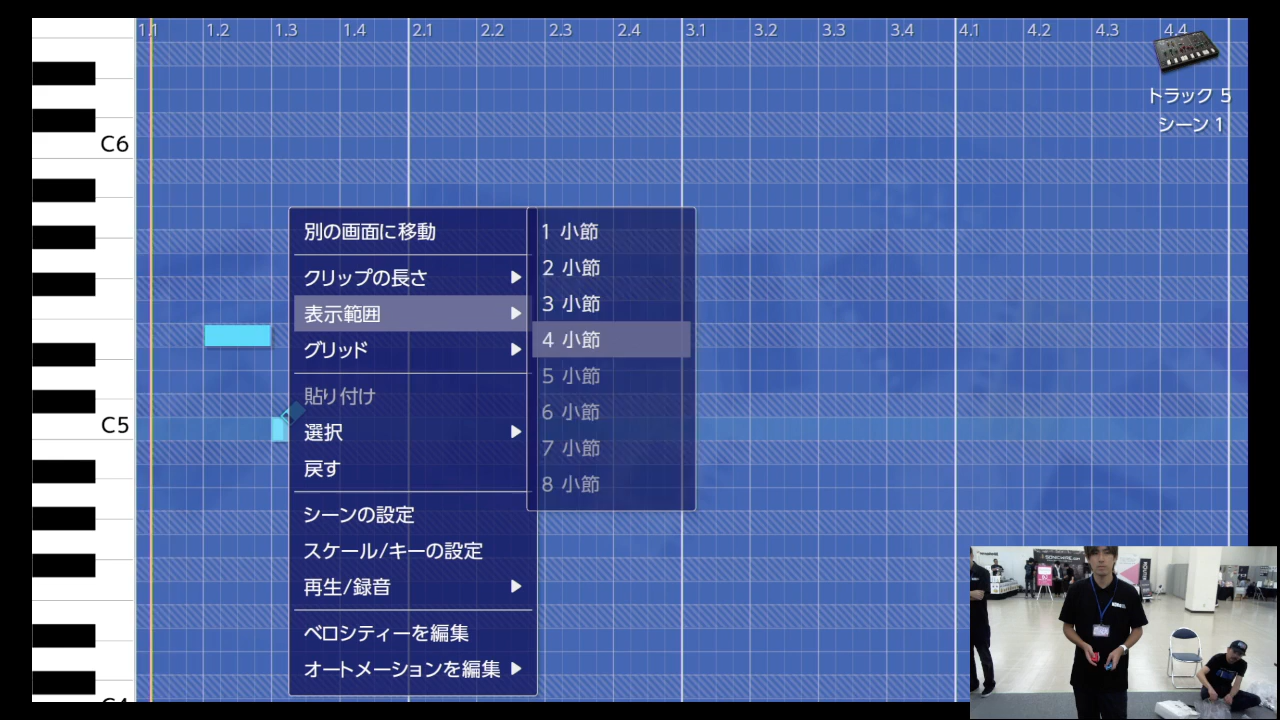 1.1 1.2 1.3 1.4 2.1 2.2 2.3 2.4 3.1 3.2 3.3 3.4 4.1 4.2 4.3 4.4
トラック 5
シーン 1
C6
C5
別の画面に移動
クリップの長さ
表示範囲
グリッド
貼り付け
選択
戻す
シーンの設定
スケール/キーの設定
再生/録音
ベロシティーを編集
オートメーションを編集
1 小節
2 小節
3 小節
4 小節
5 小節
6 小節
7 小節
8 小節